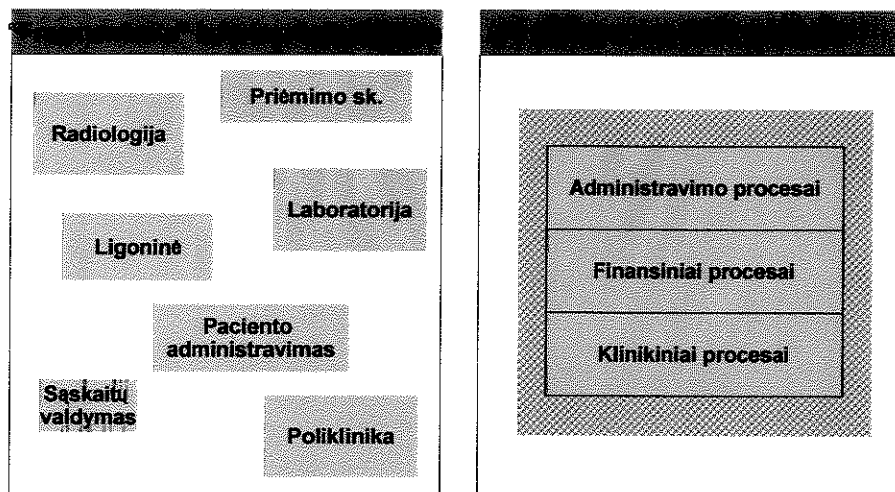 Priėmimo sk.
Radiologija
Laboratorija
Ligoninė
Paciento
administravimas
Sąskaitų
valdymas
Poliklinika
Administravimo procesai
Finansiniai procesai
Klinikiniai procesai